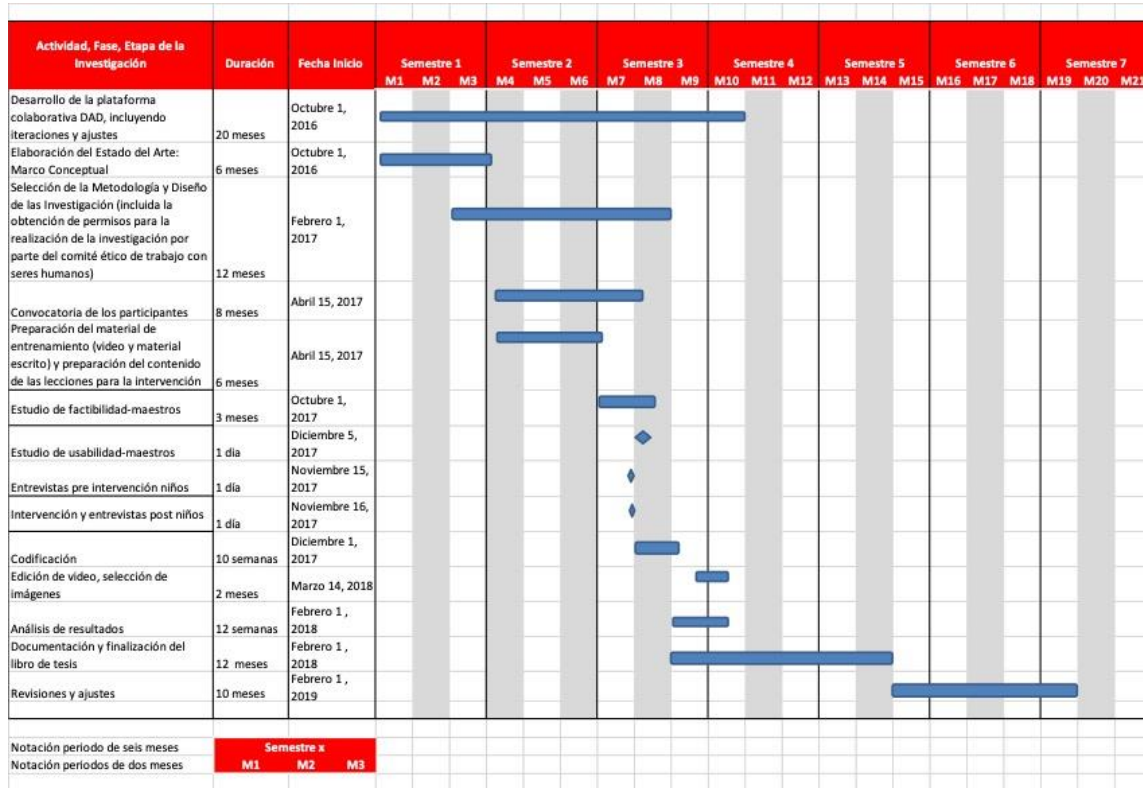 Actividad, Fase, Etapa de la
Investigación
Duración
Fecha Inicio
Semestre 1
Semestre 2
Semestre 3
Semestre 4
Semestre 5
Semestre 6
Semestre 7
M1 M2 M3 M4 M5 M6 M7 M8 M9 M10 M11 M12 M13 M14 M15 M16 M17 M18 M19 M20 M21
Desarrollo de la plataforma
colaborativa DAD, incluyendo
iteraciones y ajustes
20 meses
Octubre 1,
2016
Elaboración del Estado del Arte:
Marco Conceptual
6 meses
Octubre 1,
2016
Selección de la Metodología y Diseño
de las Investigación (incluida la
obtención de permisos para la
realización de la investigación por
parte del comité ético de trabajo con
seres humanos)
12 meses
Febrero 1,
2017
Convocatoria de los participantes
8 meses
Abril 15, 2017
Preparación del material de
entrenamiento (video y material
escrito) y preparación del contenido
de las lecciones para la intervención
6 meses
Abril 15, 2017
Estudio de factibilidad-maestros
3 meses
Octubre 1,
2017
Estudio de usabilidad-maestros
1 dia
Diciembre 5,
2017
Entrevistas pre intervención niños
1 día
Noviembre 15,
2017
Intervención y entrevistas post niños
1 día
Noviembre 16,
2017
Codificación
10 semanas
Diciembre 1,
2017
Edición de video, selección de
imágenes
2 meses
Marzo 14, 2018
Análisis de resultados
12 semanas
Febrero 1 ,
2018
Documentación y finalización del
libro de tesis
12 meses
Febrero 1 ,
2018
Revisiones y ajustes
10 meses
Febrero 1 ,
2019
Notación periodo de seis meses
Semestre x
Notación periodos de dos meses
M1 M2 M3